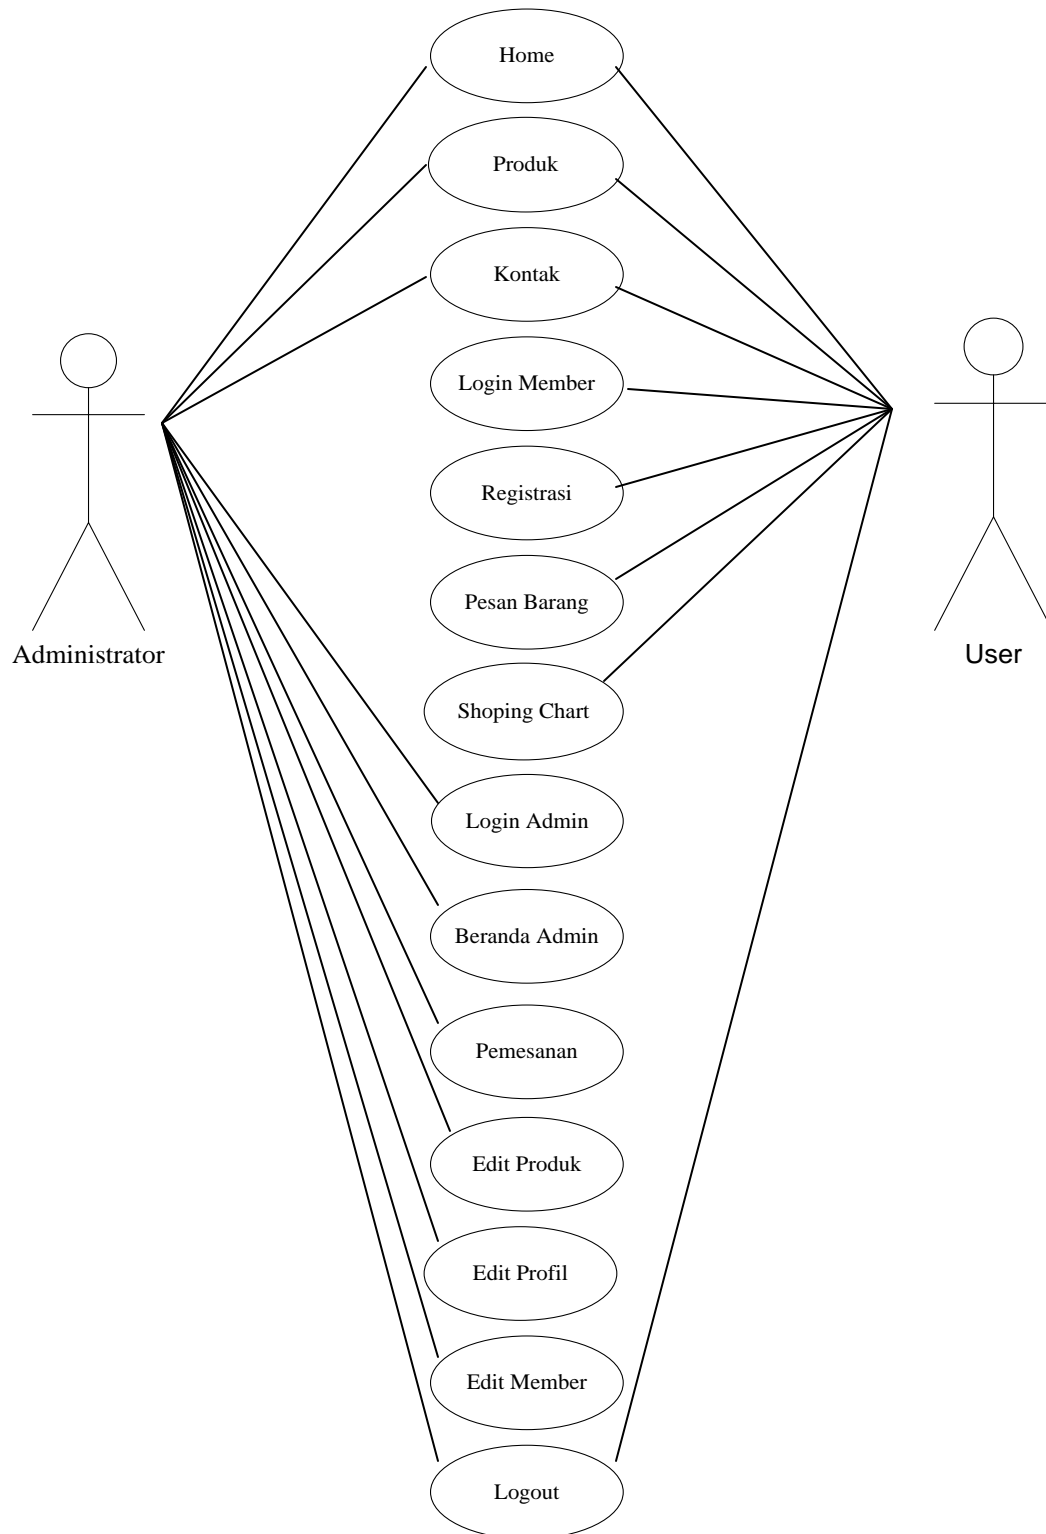 Home
Produk
Kontak
Login Member
Registrasi
Pesan Barang
Administrator
User
Shoping Chart
Login Admin
Beranda Admin
Pemesanan
Edit Produk
Edit Profil
Edit Member
Logout